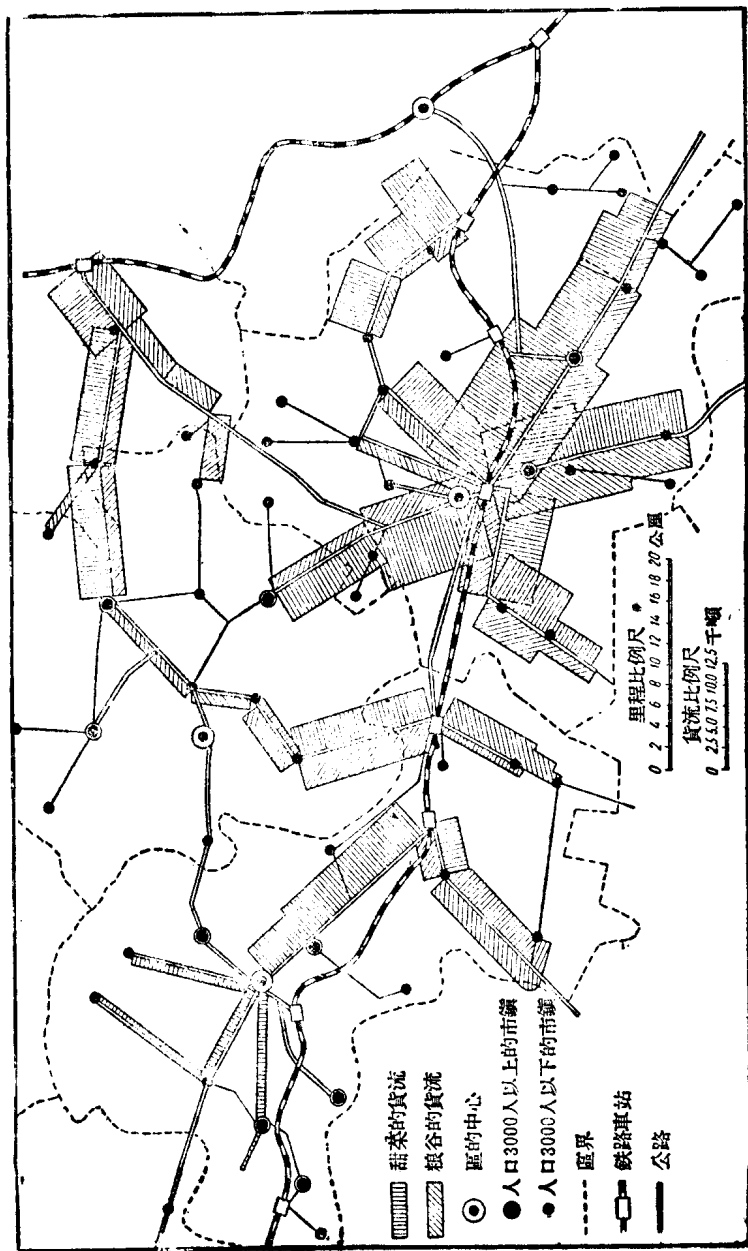 甜菜的貨流
粮谷的貨流
區的中心
人口3000人以上的市鎮
人口3000人以下的市鎮
區界
鉄路車站
公路
里程比例尺
0 2 4 6 8 10 12 14 16 18 20 公厘
貨流比例尺
0 2.5 5.0 7.5 10.0 12.5 千噸